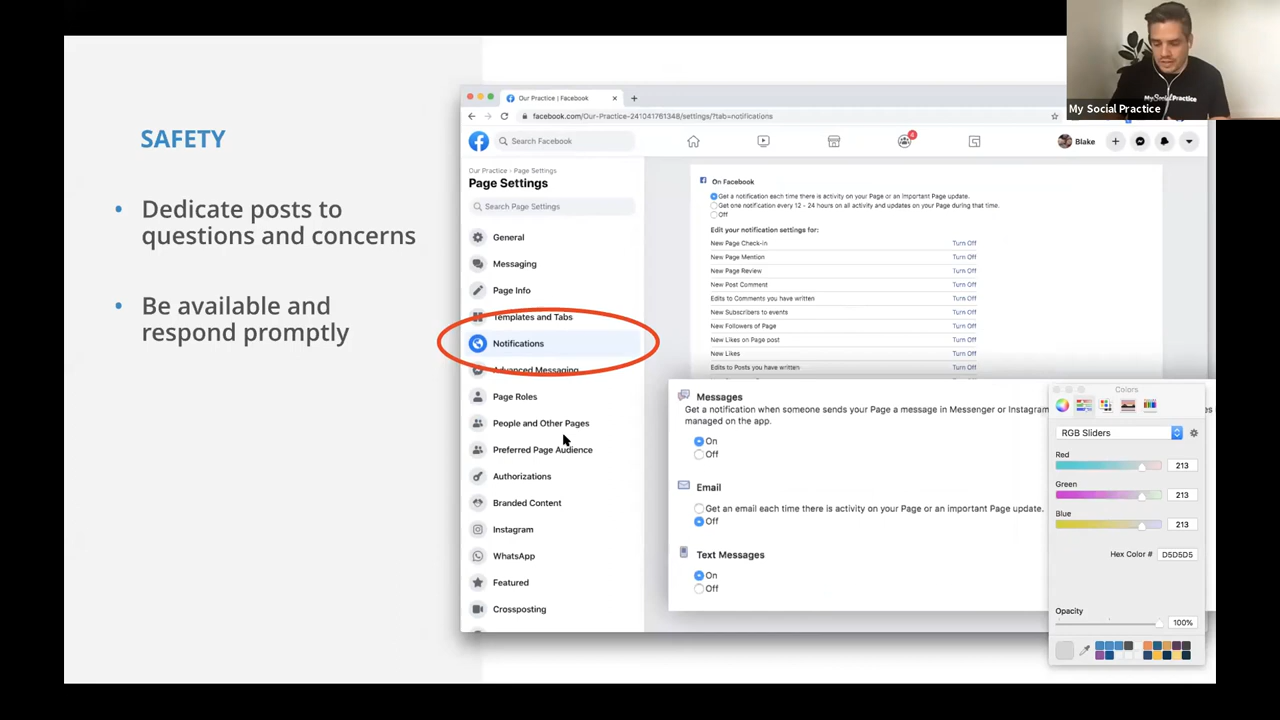 SAFETY
• Dedicate posts to
questions and concerns
• Be available and
respond promptly
My Social Practice
MySocialPractice
Our Practice | Facebook
facebook.com/Our-Practice-241041761348/settings/?tab=notifications
Search Facebook
4
Blake
Our Practice › Page Settings
Page Settings
Search Page Settings
General
Messaging
Page Info
Templates and Tabs
Notifications
Advanced Messaging
Page Roles
People and Other Pages
Preferred Page Audience
Authorizations
Branded Content
Instagram
WhatsApp
Featured
Crossposting
On Facebook
Get a notification each time there is activity on your Page or an important Page update.
Get one notification every 12 - 24 hours on all activity and updates on your Page during that time.
Off
Edit your notification settings for:
New Page Check-in Turn Off
New Page Mention Turn Off
New Page Review Turn Off
New Post Comment Turn Off
Edits to Comments you have written Turn Off
New Subscribers to events Turn Off
New Followers of Page Turn Off
New Likes on Page post Turn Off
New Likes Turn Off
Edits to Posts you have written Turn Off
Messages
Get a notification when someone sends your Page a message in Messenger or Instagram
managed on the app.
On
Off
Email
Get an email each time there is activity on your Page or an important Page update.
Off
Text Messages
On
Off
Colors
RGB Sliders
Red
213
Green
213
Blue
213
Hex Color # D5D5D5
Opacity
100%